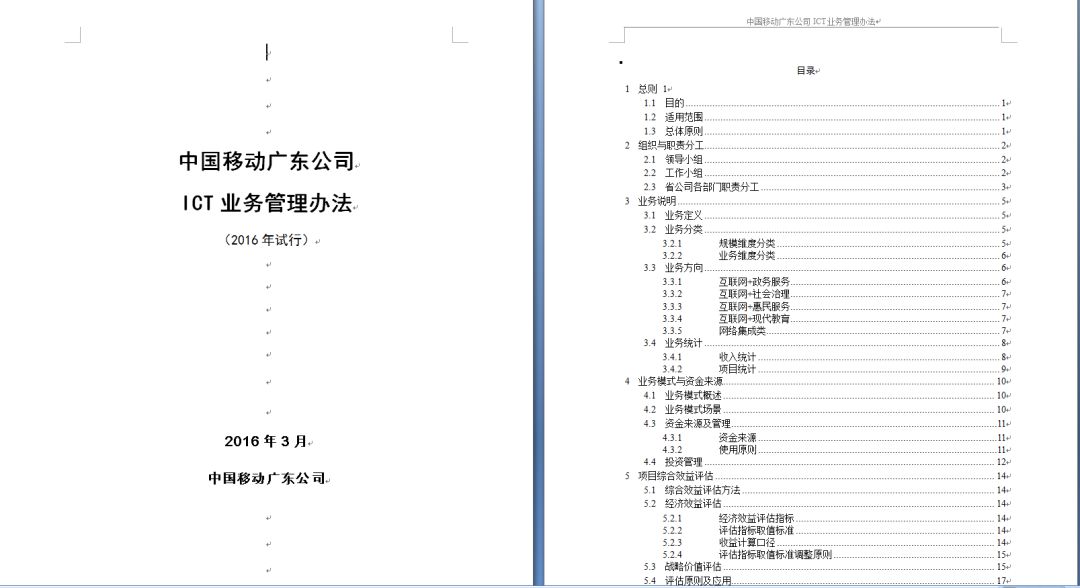 中国移动广东公司
ICT 业务管理办法
（2016 年试行）
2016 年 3 月
中国移动广东公司
中国移动广东公司 ICT 业务管理办法
目录
1 总则 1
1.1 目的 1
1.2 适用范围 1
1.3 总体原则 1
2 组织与职责分工 2
2.1 领导小组 2
2.2 工作小组 2
2.3 省公司各部门职责分工 3
3 业务说明 5
3.1 业务定义 5
3.2 业务分类 5
3.2.1 规模维度分类 5
3.2.2 业务维度分类 6
3.3 业务方向 6
3.3.1 互联网+政务服务 6
3.3.2 互联网+社会治理 7
3.3.3 互联网+惠民服务 7
3.3.4 互联网+现代教育 7
3.3.5 网络集成类 7
3.4 业务统计 8
3.4.1 收入统计 8
3.4.2 项目统计 9
4 业务模式与资金来源 10
4.1 业务模式概述 10
4.2 业务模式场景 10
4.3 资金来源及管理 11
4.3.1 资金来源 11
4.3.2 使用原则 11
4.4 投资管理 12
5 项目综合效益评估 14
5.1 综合效益评估方法 14
5.2 经济效益评估 14
5.2.1 经济效益评估指标 14
5.2.2 评估指标取值标准 14
5.2.3 收益计算口径 14
5.2.4 评估指标取值标准调整原则 15
5.3 战略价值评估 15
5.4 评估原则及应用 17